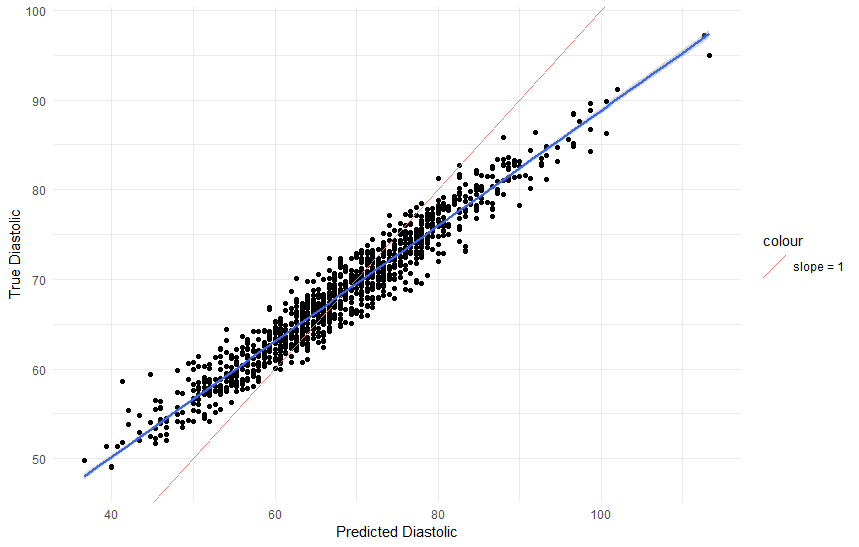 100
90
80
70
60
50
True Diastolic
40
60
80
100
Predicted Diastolic
colour
slope = 1